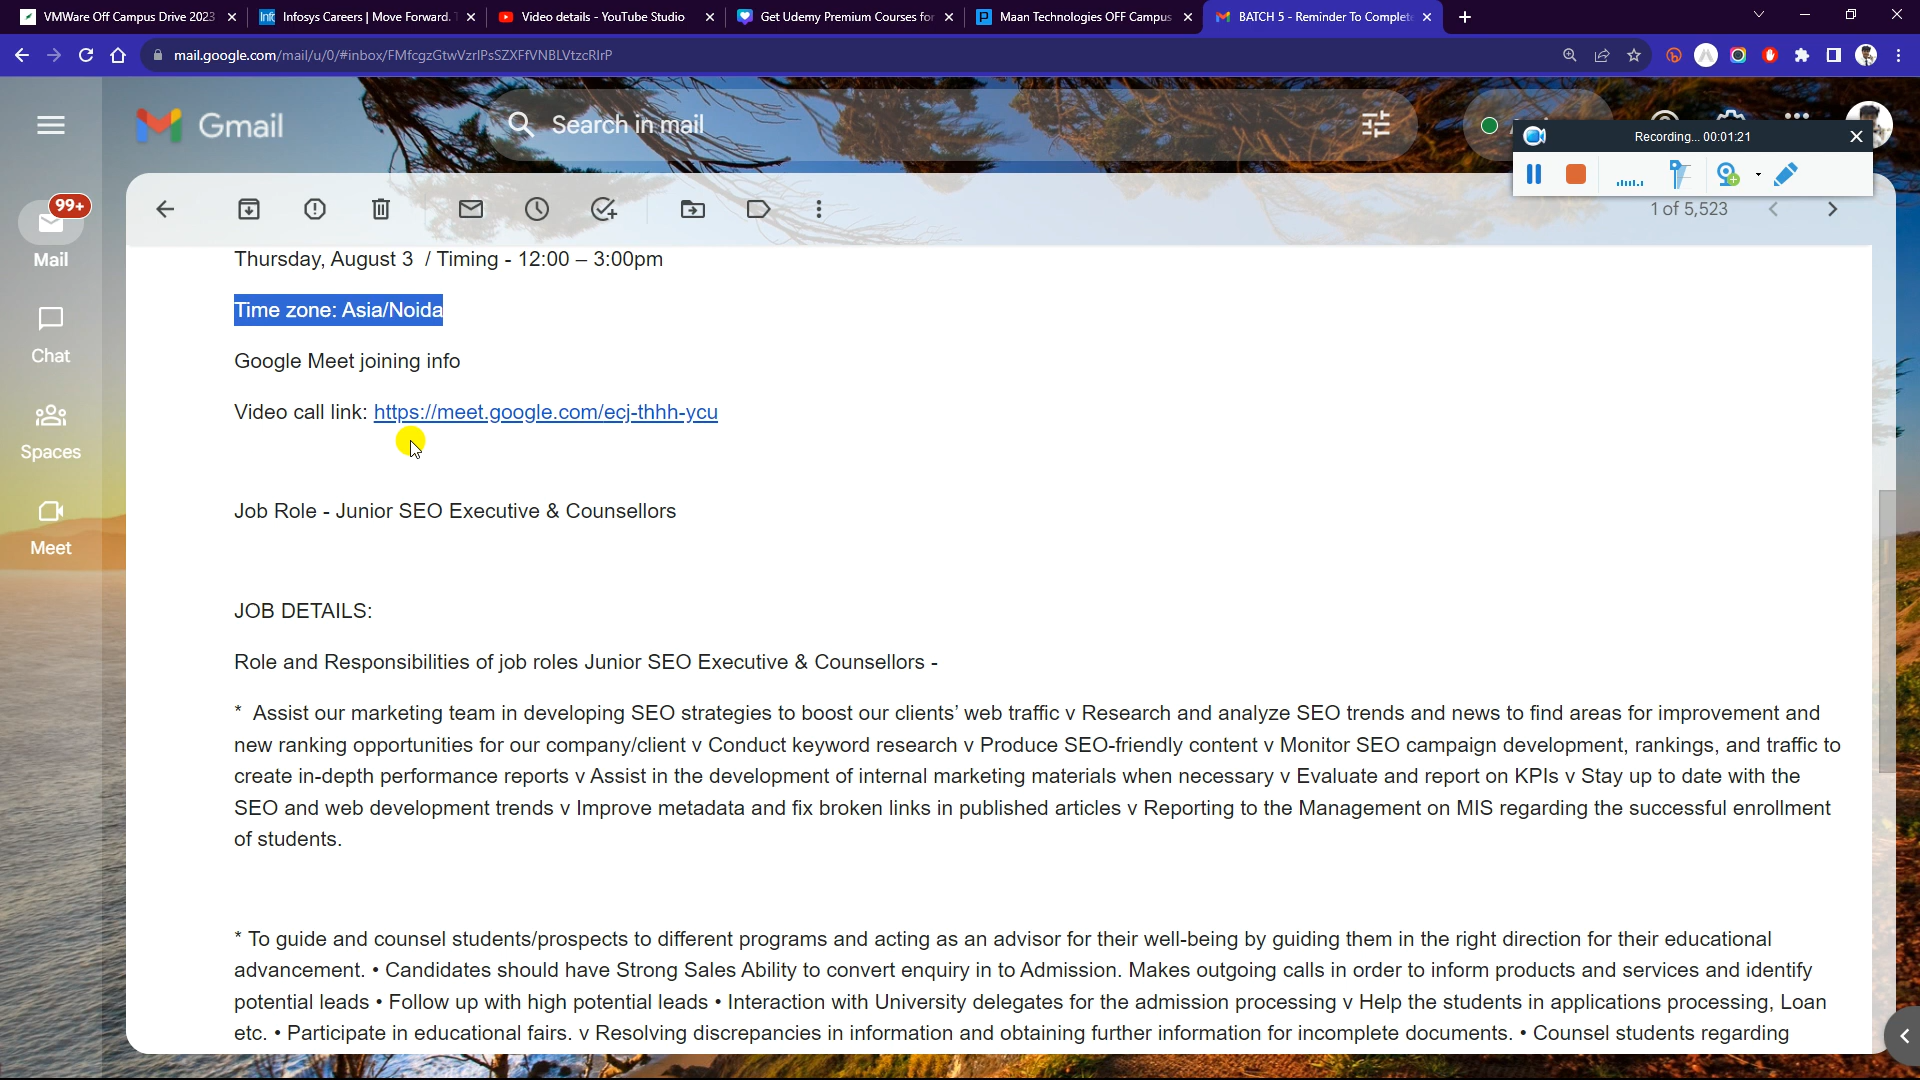 VMWare Off Campus Drive 2023
Infosys Careers | Move Forward.
Video details - YouTube Studio
Get Udemy Premium Courses for
Maan Technologies OFF Campus
BATCH 5 - Reminder To Complete
mail.google.com/mail/u/0/#inbox/FMfcgzGtwVzrlPsSZXFfVNBLVtzcRlrP
Gmail
Search in mail
Recording... 00:01:21
99+
Mail
Chat
Spaces
Meet
1 of 5,523
Thursday, August 3 / Timing - 12:00 – 3:00pm
Time zone: Asia/Noida
Google Meet joining info
Video call link: https://meet.google.com/ecj-thhh-ycu
Job Role - Junior SEO Executive & Counsellors
JOB DETAILS:
Role and Responsibilities of job roles Junior SEO Executive & Counsellors -
* Assist our marketing team in developing SEO strategies to boost our clients’ web traffic v Research and analyze SEO trends and news to find areas for improvement and
new ranking opportunities for our company/client v Conduct keyword research v Produce SEO-friendly content v Monitor SEO campaign development, rankings, and traffic to
create in-depth performance reports v Assist in the development of internal marketing materials when necessary v Evaluate and report on KPIs v Stay up to date with the
SEO and web development trends v Improve metadata and fix broken links in published articles v Reporting to the Management on MIS regarding the successful enrollment
of students.
* To guide and counsel students/prospects to different programs and acting as an advisor for their well-being by guiding them in the right direction for their educational
advancement. • Candidates should have Strong Sales Ability to convert enquiry in to Admission. Makes outgoing calls in order to inform products and services and identify
potential leads • Follow up with high potential leads • Interaction with University delegates for the admission processing v Help the students in applications processing, Loan
etc. • Participate in educational fairs. v Resolving discrepancies in information and obtaining further information for incomplete documents. • Counsel students regarding